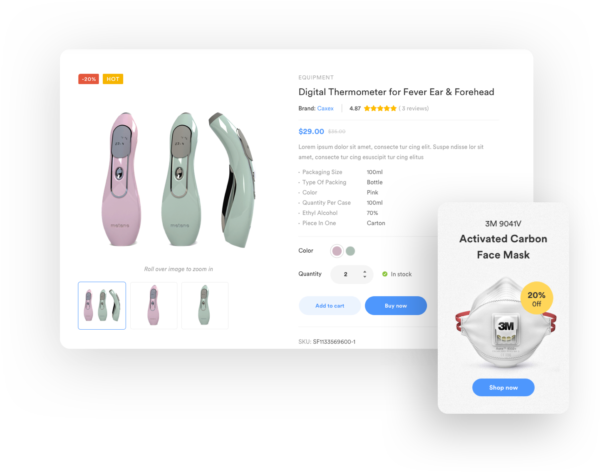 -20%
HOT
EQUIPMENT
Digital Thermometer for Fever Ear & Forehead
Brand: Casex
4.87
( 3 reviews)
$29.00
Lorem ipsum dolor sit amet, consecte tur cing elit. Suspe ndisse lor sit
amet, consecte tur cing esuscipit tur cing elitus
- Packaging Size 100ml
- Type Of Packing Bottle
- Color Pink
- Quantity Per Case 100ml
- Ethyl Alcohol 70%
- Piece In One Carton
Color
Roll over image to zoom in
Quantity 2 In stock
Add to cart
Buy now
SKU: SF1133569600-1
3M 9041V
Activated Carbon
Face Mask
20%
Off
3M
Shop now